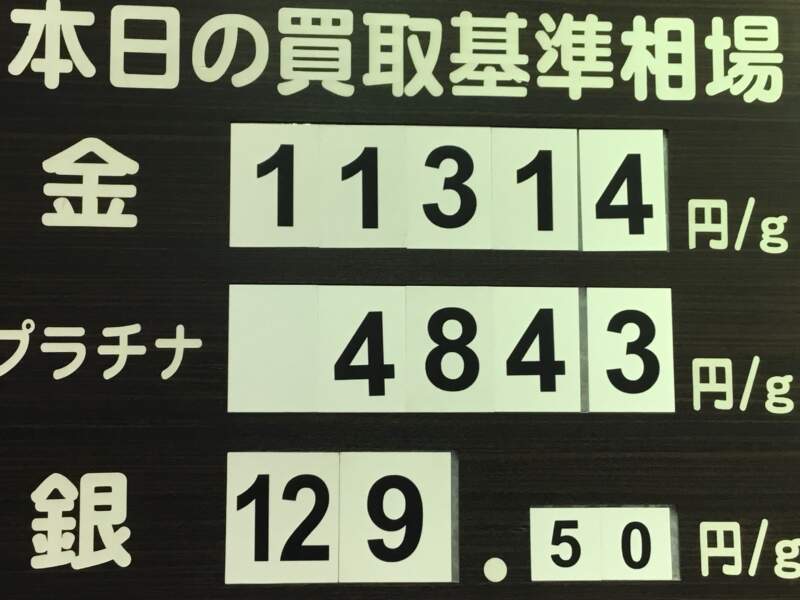 本日の買取基準相場
金 11314 円/g
プラチナ 4843 円/g
銀 129.50 円/g